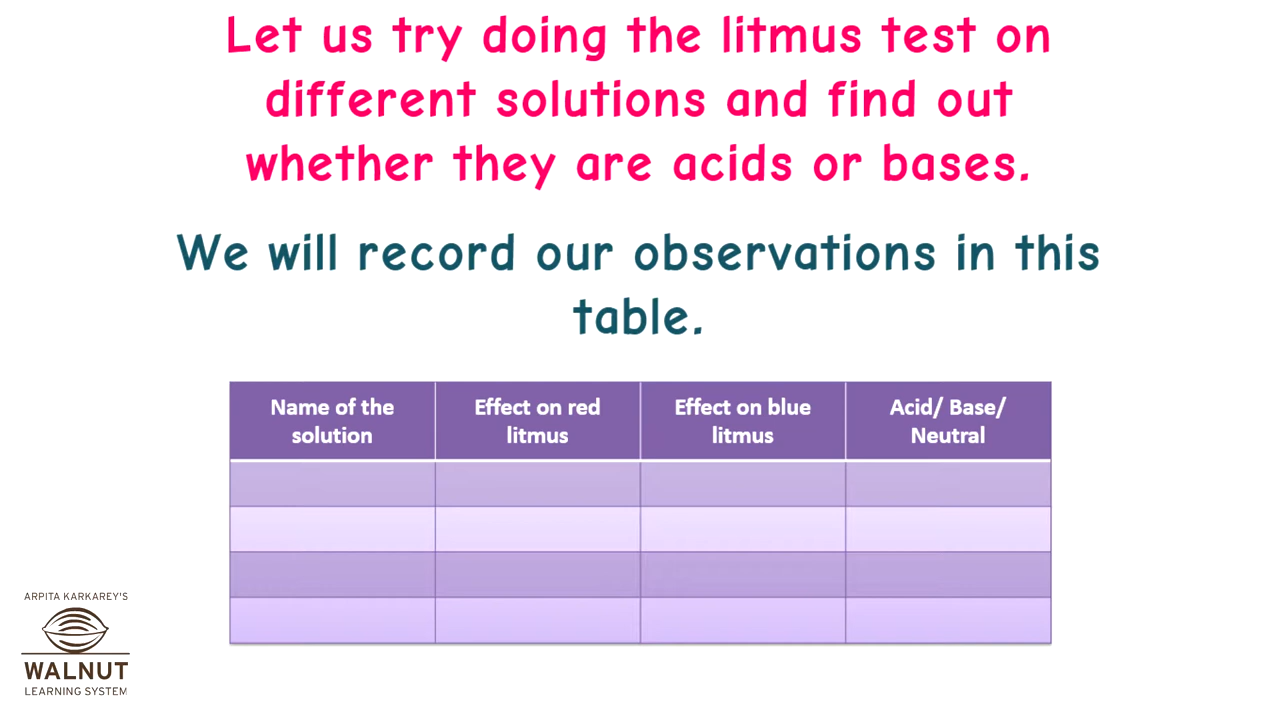 Let us try doing the litmus test on
different solutions and find out
whether they are acids or bases.
We will record our observations in this
table.
Name of the
solution
Effect on red
litmus
Effect on blue
litmus
Acid/ Base/
Neutral
ARPITA KARKAREY'S
WALNUT
LEARNING SYSTEM